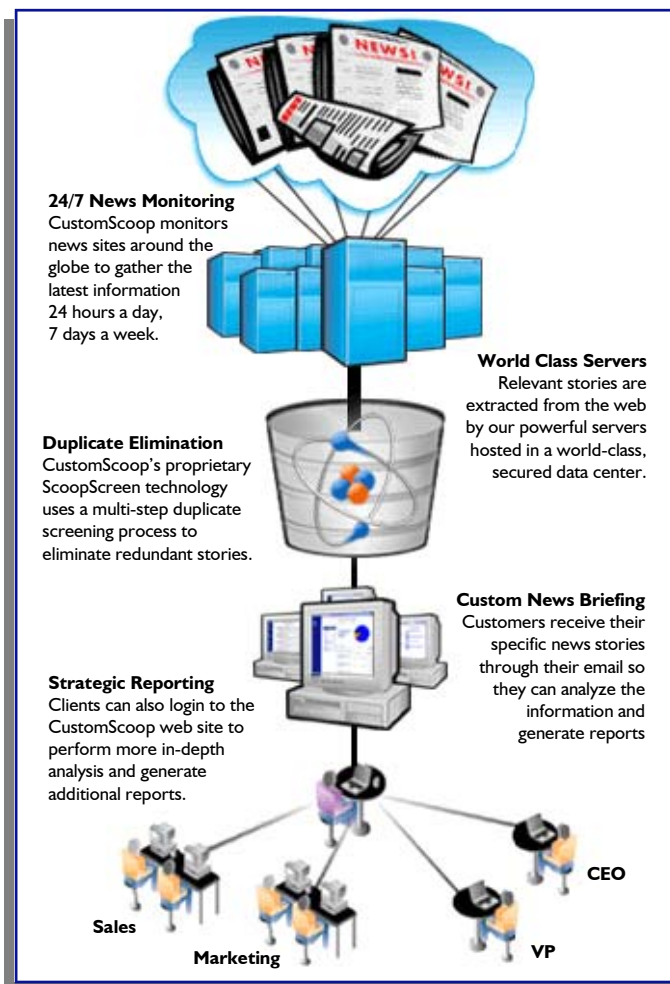 NEWS!
NEWS!
24/7 News Monitoring
CustomScoop monitors
news sites around the
globe to gather the
latest information
24 hours a day,
7 days a week.
World Class Servers
Relevant stories are
extracted from the web
by our powerful servers
hosted in a world-class,
secured data center.
Duplicate Elimination
CustomScoop's proprietary
ScoopScreen technology
uses a multi-step duplicate
screening process to
eliminate redundant stories.
Custom News Briefing
Customers receive their
specific news stories
through their email so
they can analyze the
information and
generate reports
Strategic Reporting
Clients can also login to the
CustomScoop web site to
perform more in-depth
analysis and generate
additional reports.
Sales
Marketing
VP
CEO